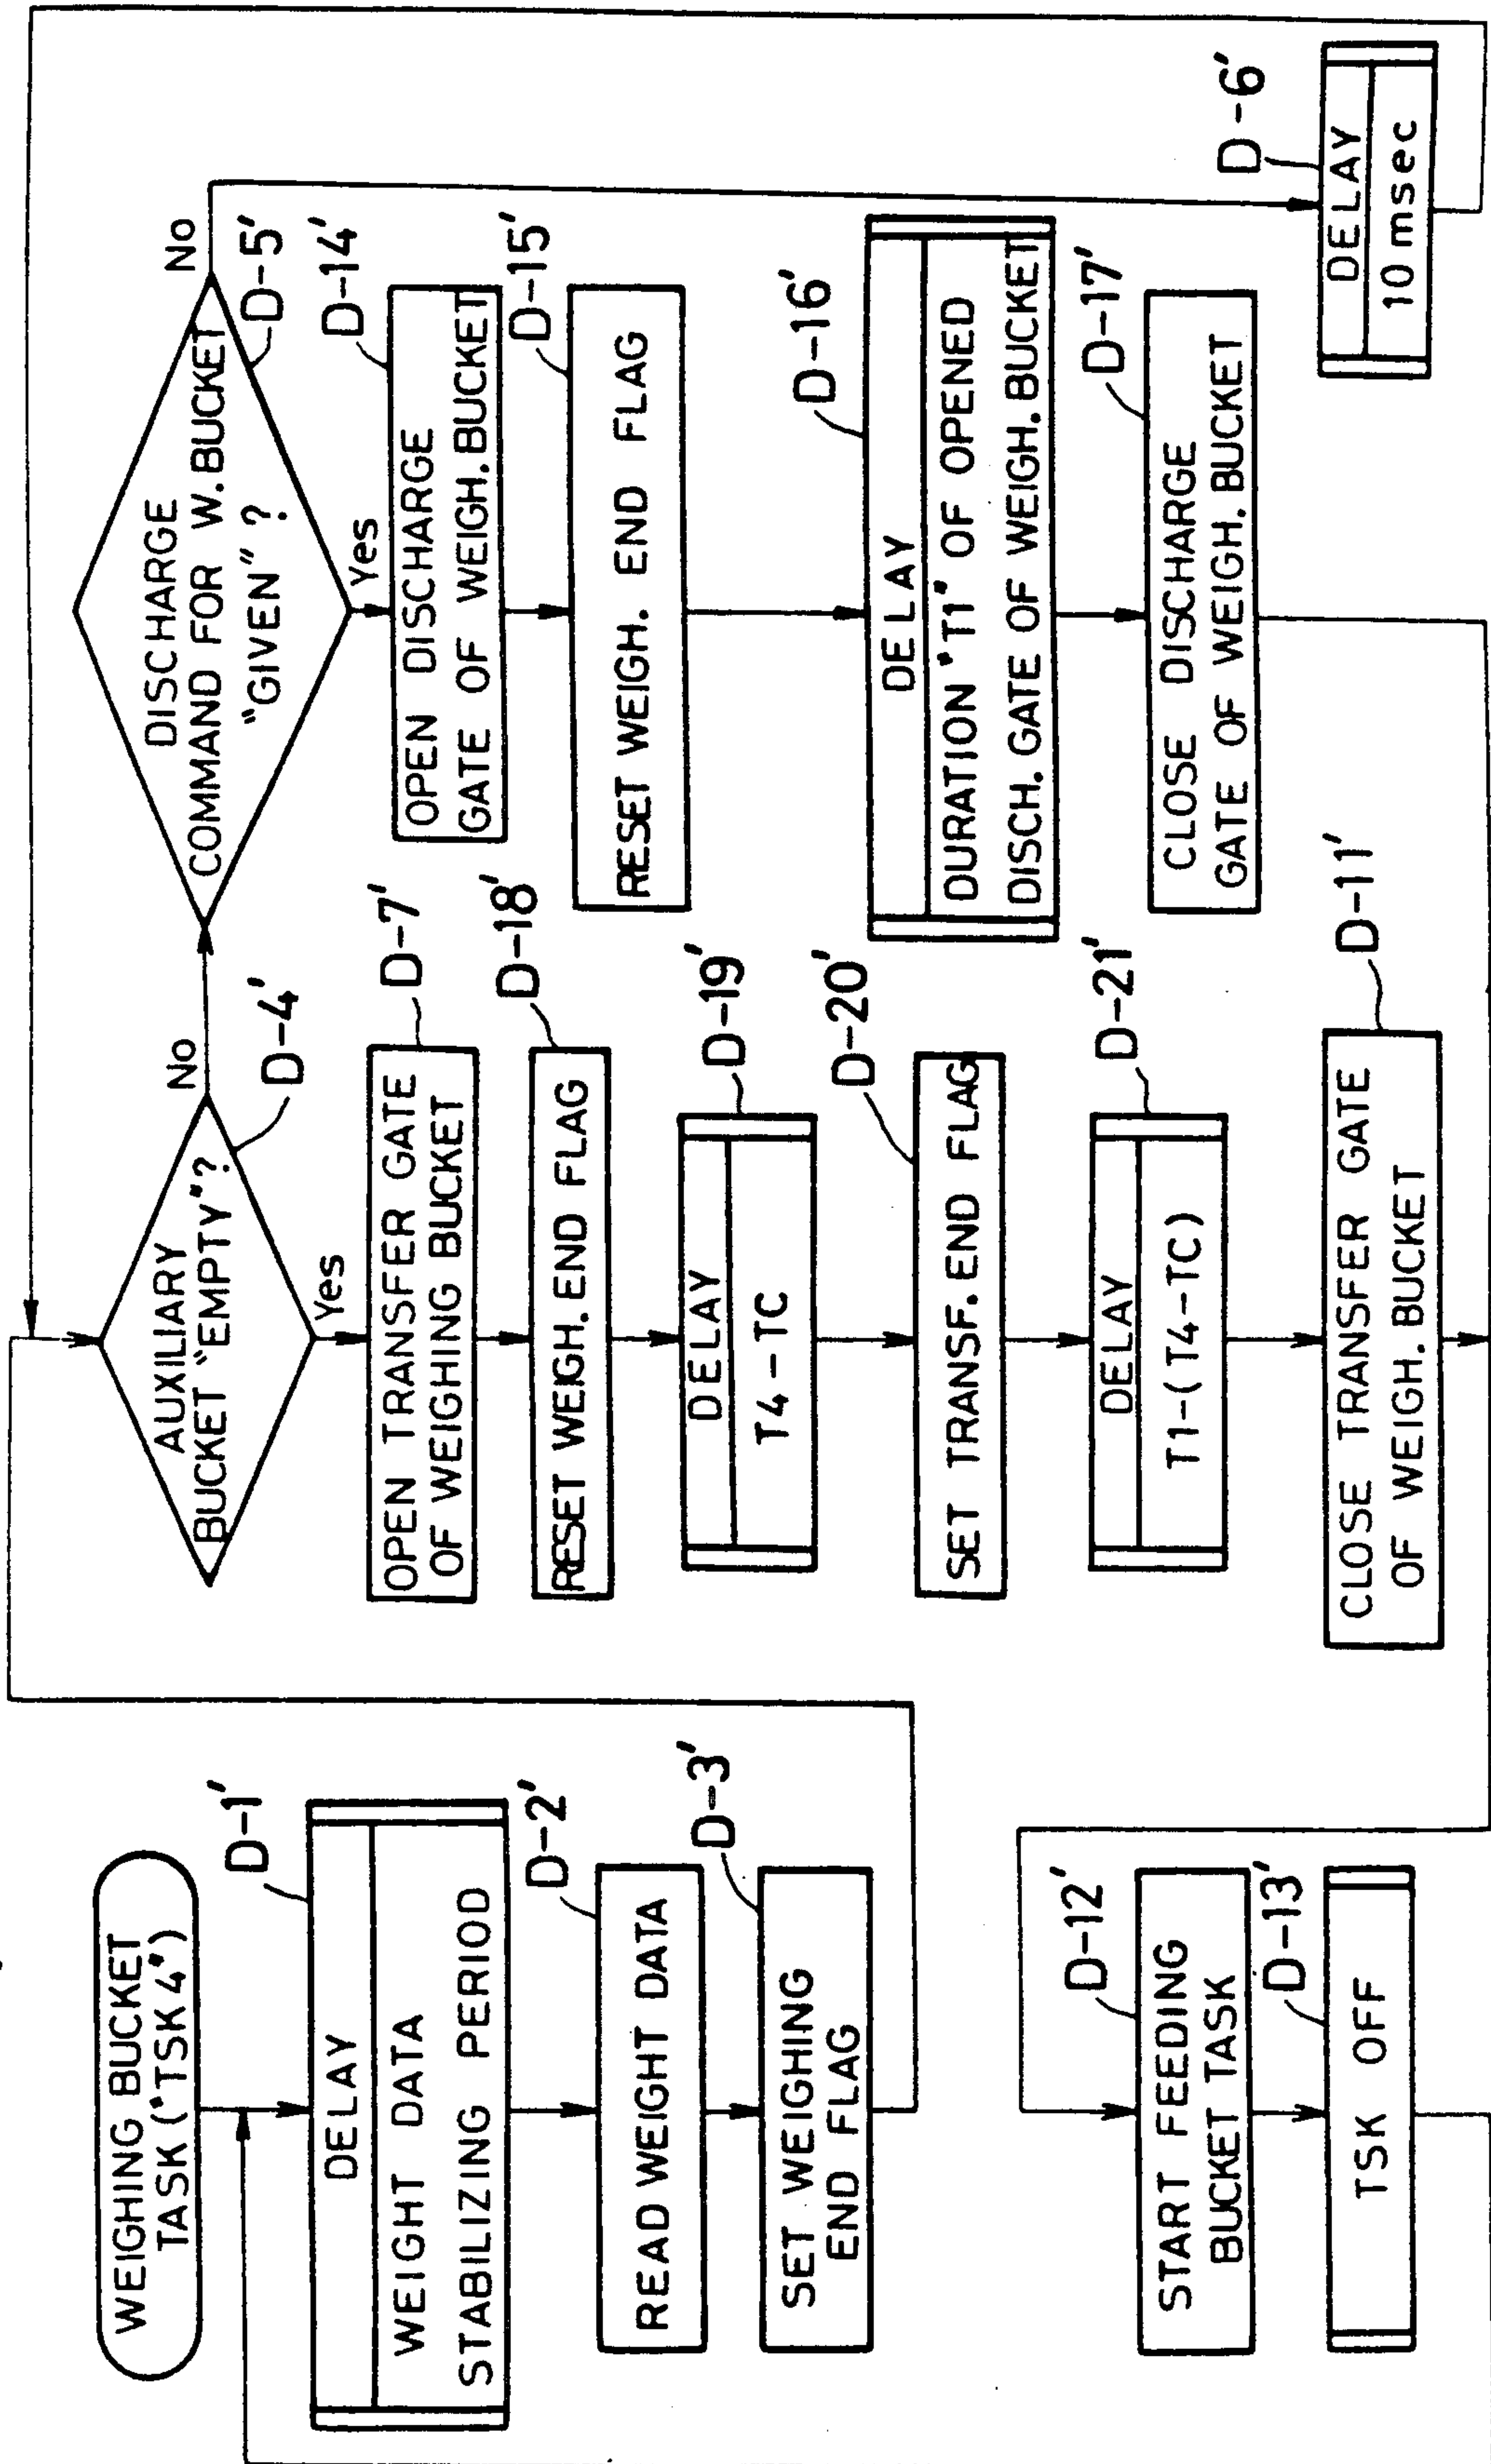 WEIGHING BUCKET
TASK ("TSK 4")
D-1'
DELAY
WEIGHT DATA
STABILIZING PERIOD
D-2'
READ WEIGHT DATA
D-3'
SET WEIGHING
END FLAG
D-12'
START FEEDING
BUCKET TASK
D-13'
TSK OFF
AUXILIARY
BUCKET "EMPTY"?
No
D-4'
Yes
D-7'
OPEN TRANSFER GATE
OF WEIGHING BUCKET
D-18'
RESET WEIGH. END FLAG
D-19'
DELAY
T4-TC
D-20'
SET TRANSF. END FLAG
D-21'
DELAY
T1-(T4-TC)
D-11'
CLOSE TRANSFER GATE
OF WEIGH. BUCKET
DISCHARGE
COMMAND FOR W. BUCKET
"GIVEN" ?
No
D-5'
Yes
D-14'
OPEN DISCHARGE
GATE OF WEIGH. BUCKET
D-15'
RESET WEIGH. END FLAG
D-16'
DELAY
DURATION "T1" OF OPENED
DISCH. GATE OF WEIGH. BUCKET
D-17'
CLOSE DISCHARGE
GATE OF WEIGH. BUCKET
D-6'
DELAY
10 msec